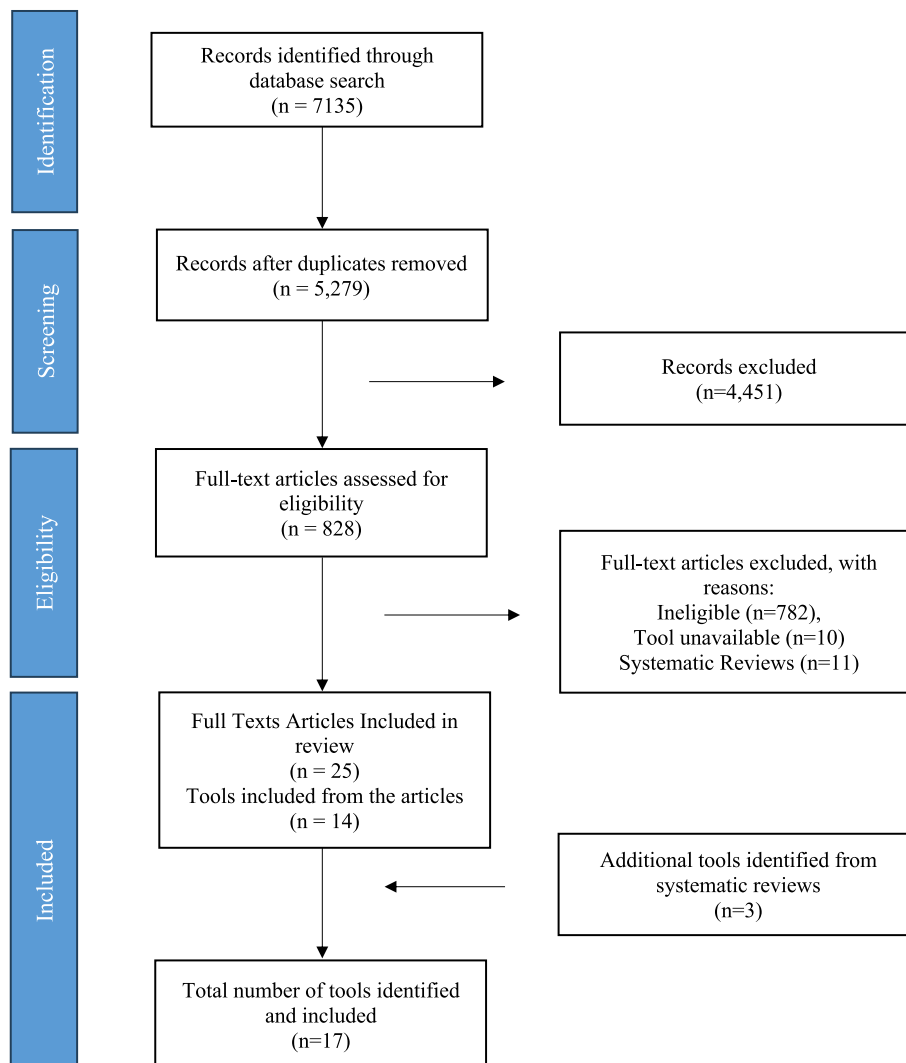 Identification
Records identified through
database search
(n = 7135)
Screening
Records after duplicates removed
(n = 5,279)
Records excluded
(n=4,451)
Eligibility
Full-text articles assessed for
eligibility
(n = 828)
Full-text articles excluded, with
reasons:
Ineligible (n=782),
Tool unavailable (n=10)
Systematic Reviews (n=11)
Included
Full Texts Articles Included in
review
(n = 25)
Tools included from the articles
(n = 14)
Additional tools identified from
systematic reviews
(n=3)
Total number of tools identified
and included
(n=17)